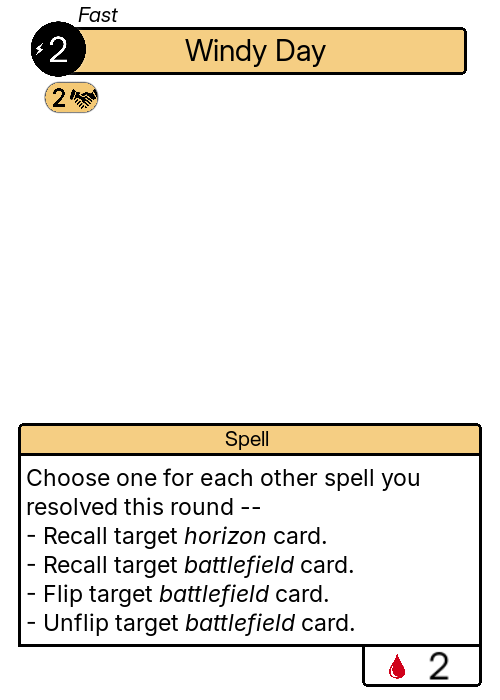 Fast
2
Windy Day
2
Spell
Choose one for each other spell you
resolved this round --
- Recall target horizon card.
- Recall target battlefield card.
- Flip target battlefield card.
- Unflip target battlefield card.
2